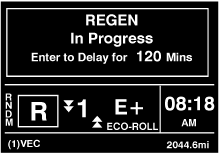 REGEN
In Progress
Enter to Delay for 120 Mins
RNDM
R 1 E+ 08:18
ECO-ROLL AM
(1)VEC 2044.6mi